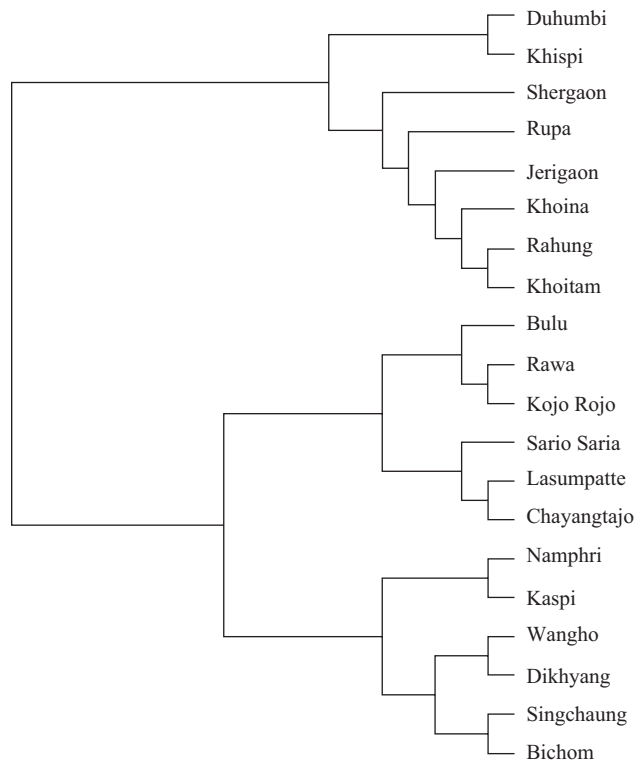 Duhumbi
Khispi
Shergaon
Rupa
Jerigaon
Khoina
Rahung
Khoitam
Bulu
Rawa
Kojo Rojo
Sario Saria
Lasumpatte
Chayangtajo
Namphri
Kaspi
Wangho
Dikhyang
Singchaung
Bichom